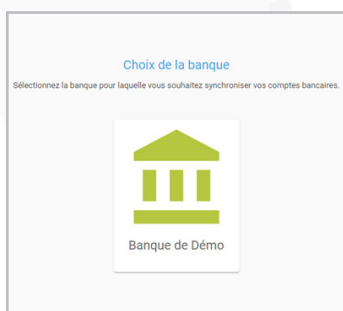 Choix de la banque
Sélectionnez la banque pour laquelle vous souhaitez synchroniser vos comptes bancaires.
Banque de Démo